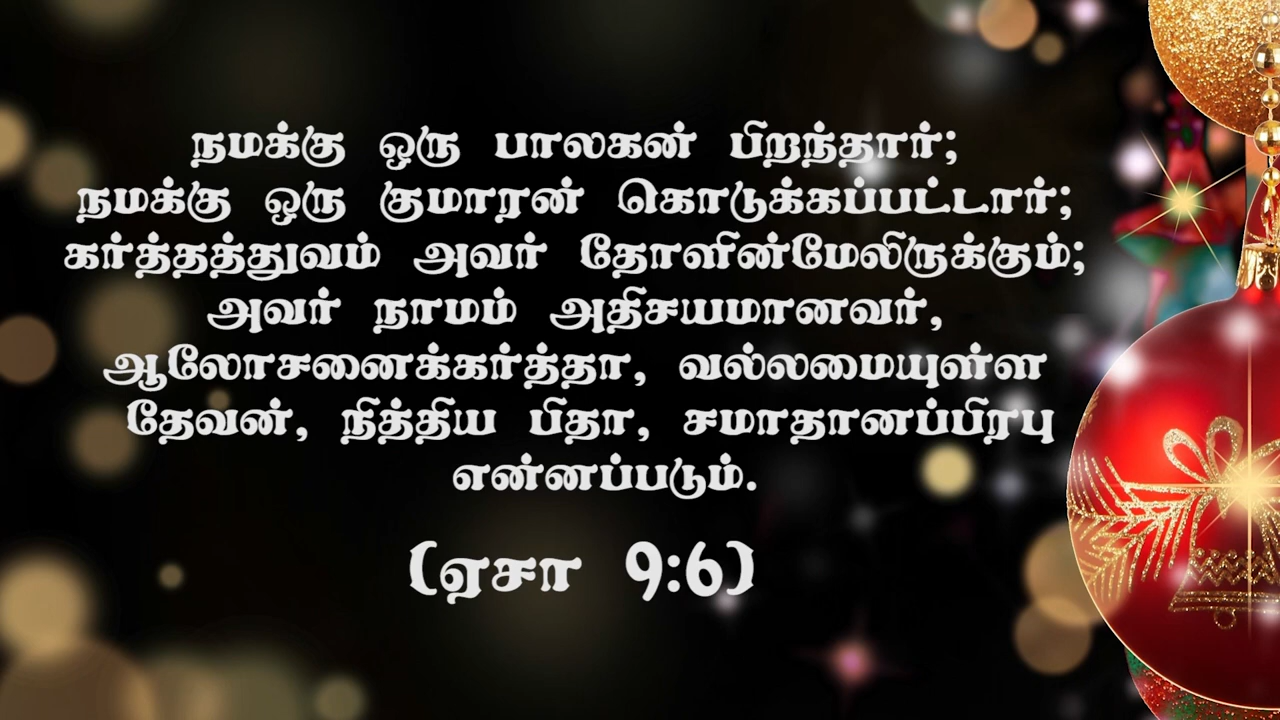 நமக்கு ஒரு பாலகன் பிறந்தார்;
நமக்கு ஒரு குமாரன் கொடுக்கப்பட்டார்;
கர்த்தத்துவம் அவர் தோளின்மேலிருக்கும்;
அவர் நாமம் அதிசயமானவர்,
ஆலோசனைக்கர்த்தா, வல்லமையுள்ள
தேவன், நித்திய பிதா, சமாதானப்பிரபு
என்னப்படும்.
(ஏசா 9:6)